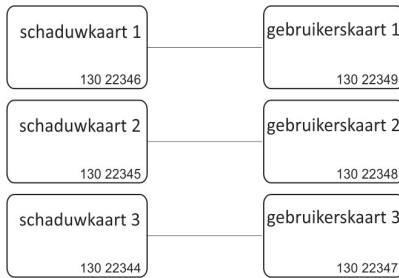 schaduwkaart 1
gebruikerskaart 1
130 22346
130 22349
schaduwkaart 2
gebruikerskaart 2
130 22345
130 22348
schaduwkaart 3
gebruikerskaart 3
130 22344
130 22347